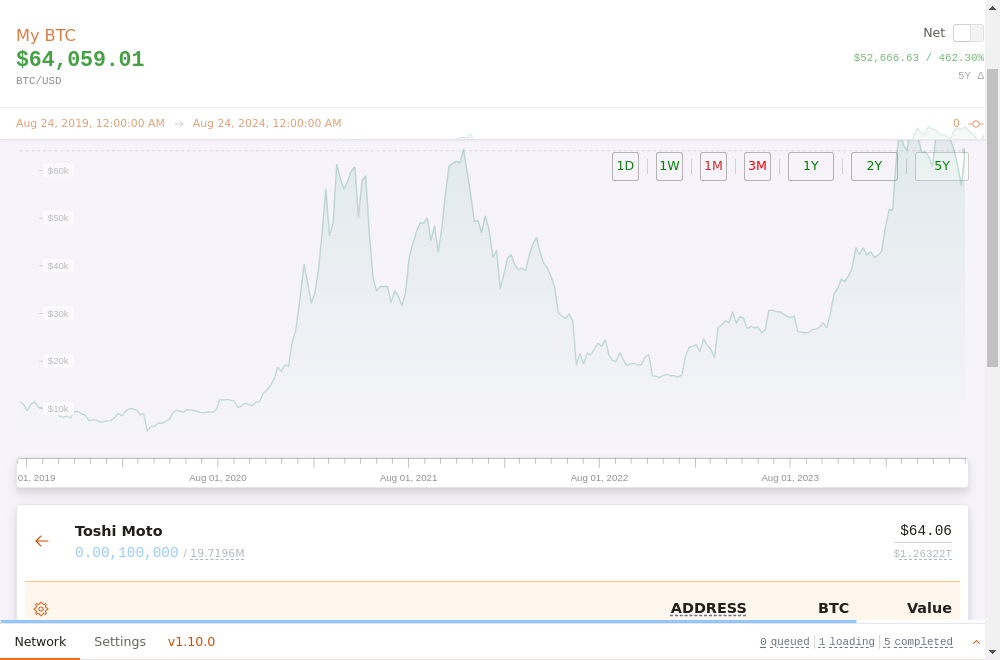 My BTC
Net
$64,059.01
$52,666.63 / 462.30%
BTC/USD
5Y Δ
Aug 24, 2019, 12:00:00 AM → Aug 24, 2024, 12:00:00 AM
0
1D 1W 1M 3M 1Y 2Y 5Y
$60k
$50k
$40k
$30k
$20k
$10k
01, 2019 Aug 01, 2020 Aug 01, 2021 Aug 01, 2022 Aug 01, 2023
Toshi Moto
$64.06
0.00,100,000 / 19.7196M
$1.26322T
ADDRESS BTC Value
Network Settings v1.10.0
0 queued 1 loading 5 completed